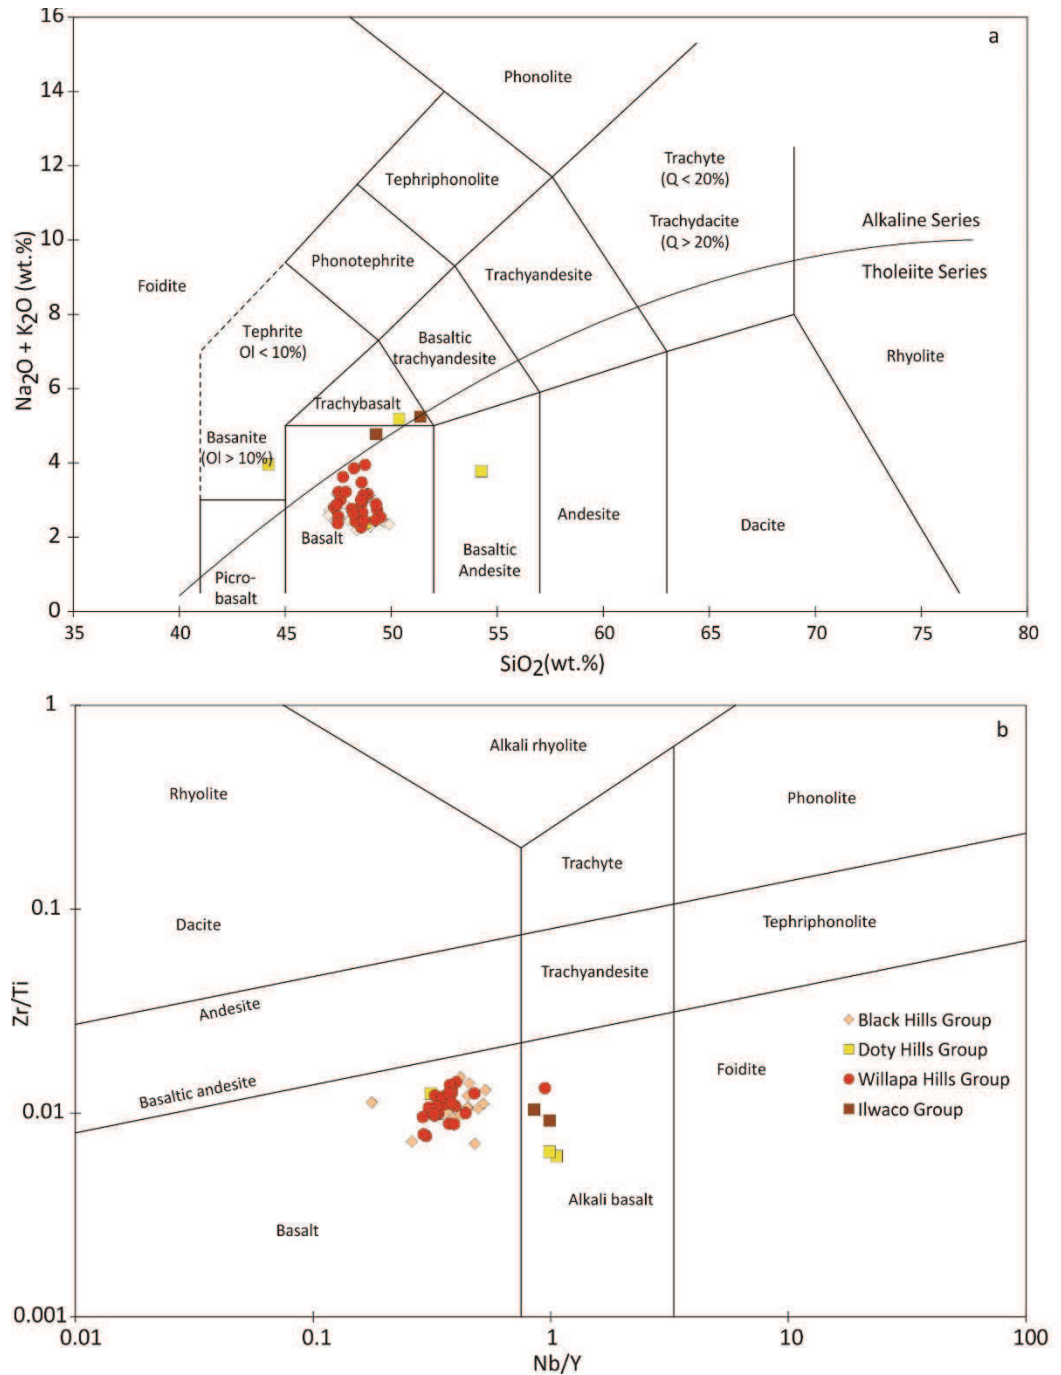 a
16
14
12
10
8
6
4
2
0
Na2O + K2O (wt.%)
35
40
45
50
55
60
65
70
75
80
SiO2(wt.%)
Phonolite
Tephriphonolite
Trachyte
(Q < 20%)
Trachydacite
(Q > 20%)
Alkaline Series
Tholeiite Series
Foidite
Phonotephrite
Trachyandesite
Tephrite
Ol < 10%)
Basaltic
trachyandesite
Rhyolite
Trachybasalt
Basanite
(Ol > 10%)
Basalt
Basaltic
Andesite
Andesite
Dacite
Picro-
basalt
b
1
0.1
0.01
0.001
Zr/Ti
0.01
0.1
1
10
100
Nb/Y
Alkali rhyolite
Rhyolite
Phonolite
Trachyte
Dacite
Tephriphonolite
Trachyandesite
Andesite
Basaltic andesite
Foidite
Basalt
Alkali basalt
Black Hills Group
Doty Hills Group
Willapa Hills Group
Ilwaco Group